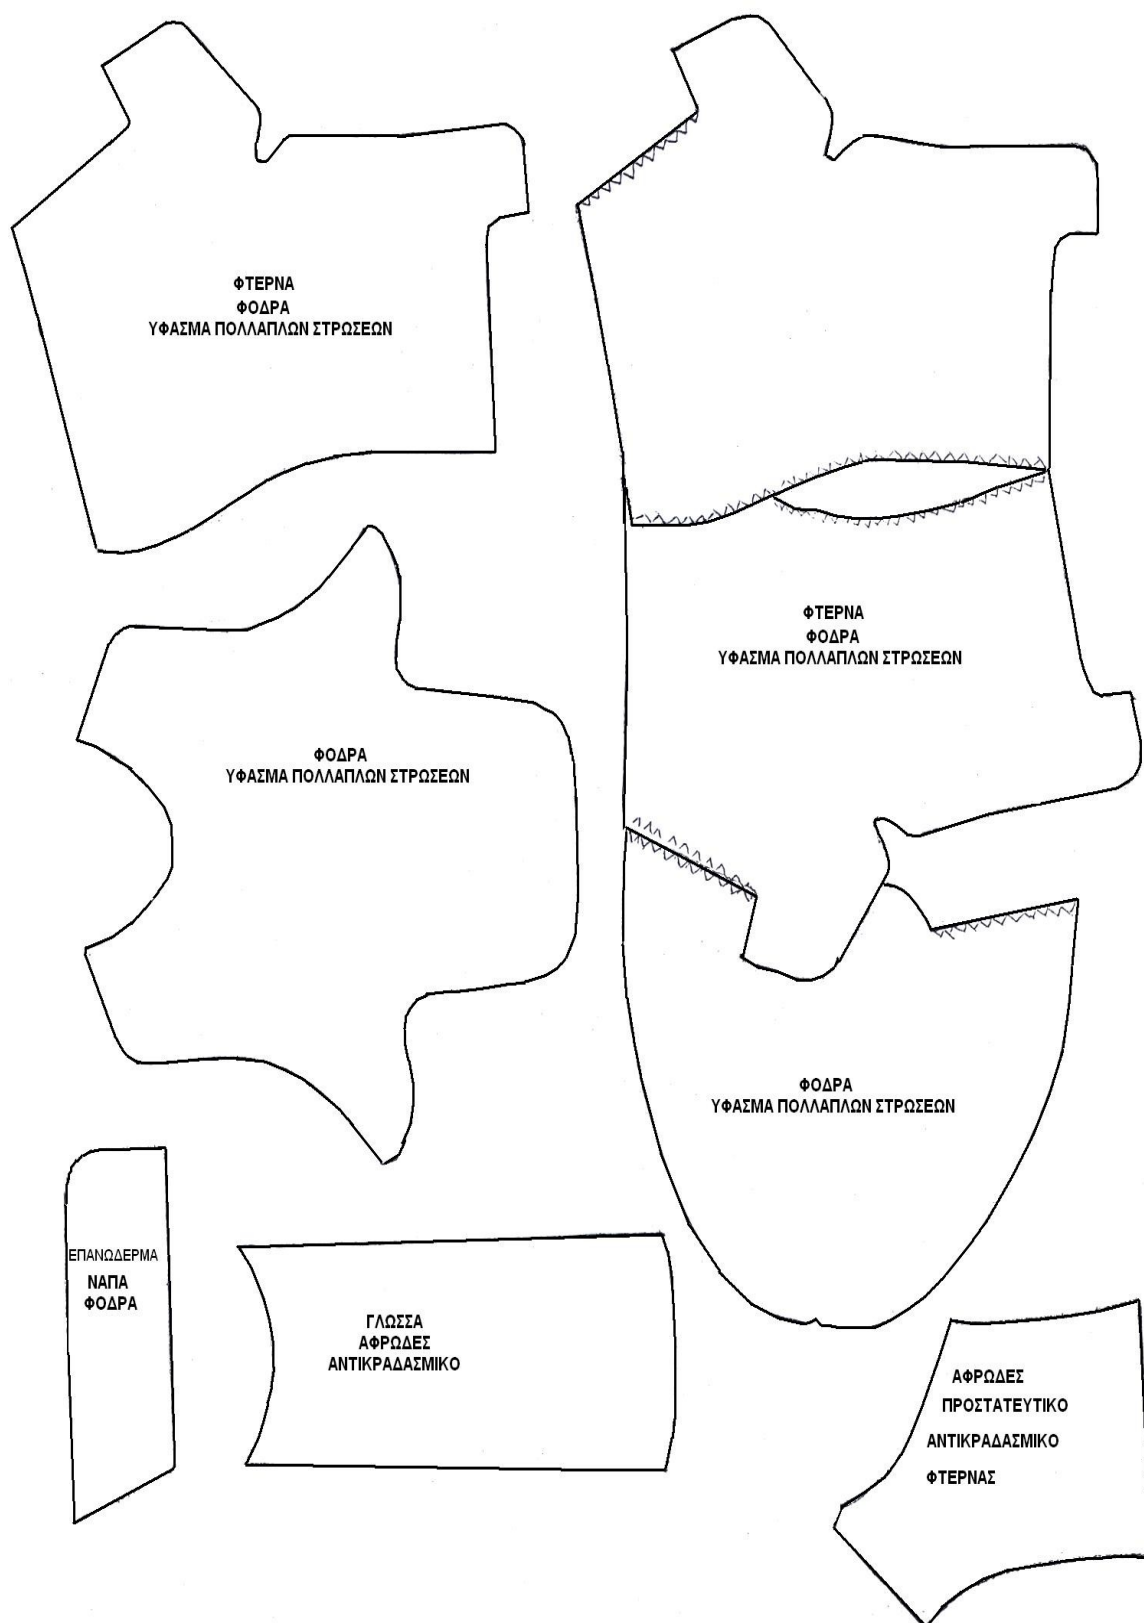 ΦΤΕΡΝΑ
ΦΟΔΡΑ
ΥΦΑΣΜΑ ΠΟΛΛΑΠΛΩΝ ΣΤΡΩΣΕΩΝ
ΦΤΕΡΝΑ
ΦΟΔΡΑ
ΥΦΑΣΜΑ ΠΟΛΛΑΠΛΩΝ ΣΤΡΩΣΕΩΝ
ΦΟΔΡΑ
ΥΦΑΣΜΑ ΠΟΛΛΑΠΛΩΝ ΣΤΡΩΣΕΩΝ
ΦΟΔΡΑ
ΥΦΑΣΜΑ ΠΟΛΛΑΠΛΩΝ ΣΤΡΩΣΕΩΝ
ΕΠΑΝΩΔΕΡΜΑ
ΝΑΠΑ
ΦΟΔΡΑ
ΓΛΩΣΣΑ
ΑΦΡΩΔΕΣ
ΑΝΤΙΚΡΑΔΑΣΜΙΚΟ
ΑΦΡΩΔΕΣ
ΠΡΟΣΤΑΤΕΥΤΙΚΟ
ΑΝΤΙΚΡΑΔΑΣΜΙΚΟ
ΦΤΕΡΝΑΣ